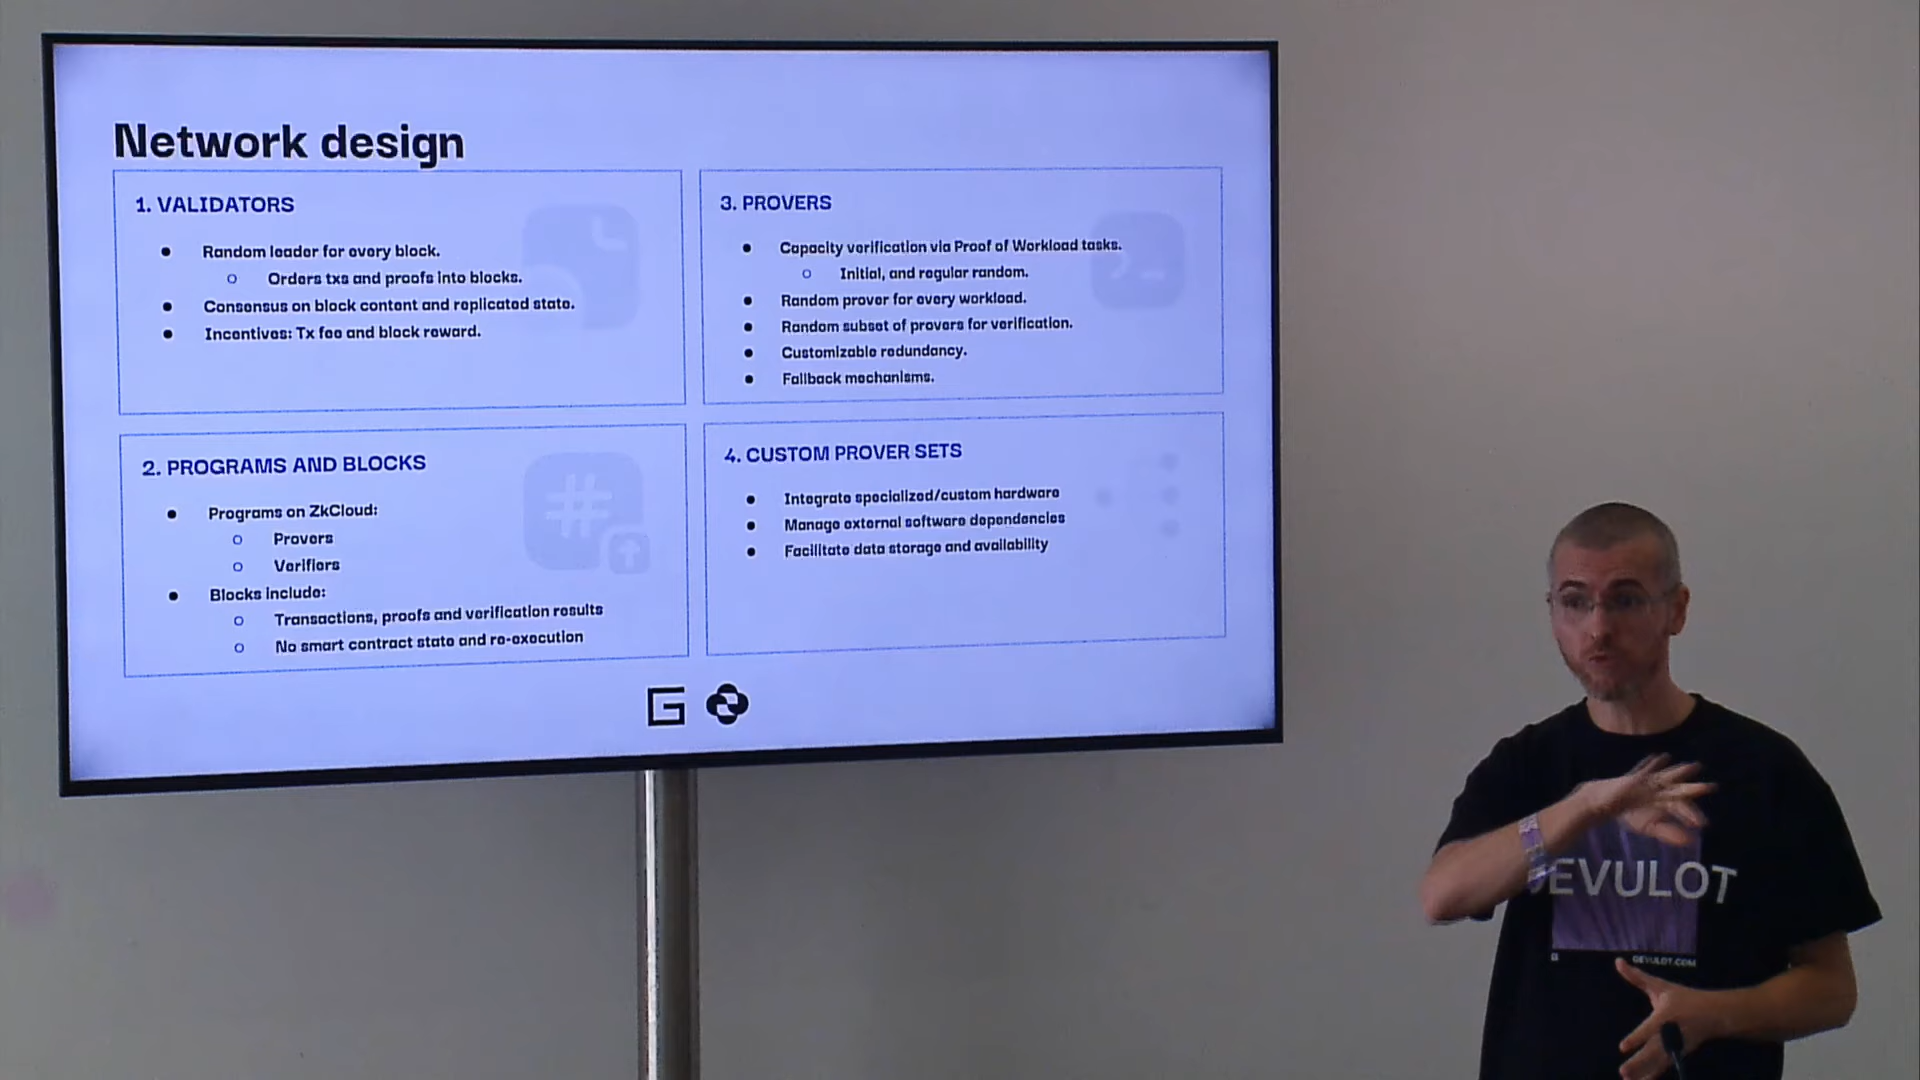 Network design
1. VALIDATORS
● Random leader for every block.
○ Orders txs and proofs into blocks.
● Consensus on block content and replicated state.
● Incentives: Tx fee and block reward.
2. PROGRAMS AND BLOCKS
● Programs on ZkCloud:
○ Provers
○ Verifiers
● Blocks include:
○ Transactions, proofs and verification results
○ No smart contract state and re-execution
3. PROVERS
● Capacity verification via Proof of Workload tasks.
○ Initial, and regular random.
● Random prover for every workload.
● Random subset of provers for verification.
● Customizable redundancy.
● Fallback mechanisms.
4. CUSTOM PROVER SETS
● Integrate specialized/custom hardware
● Manage external software dependencies
● Facilitate data storage and availability
G
GEVULOT
GEVULOT.COM